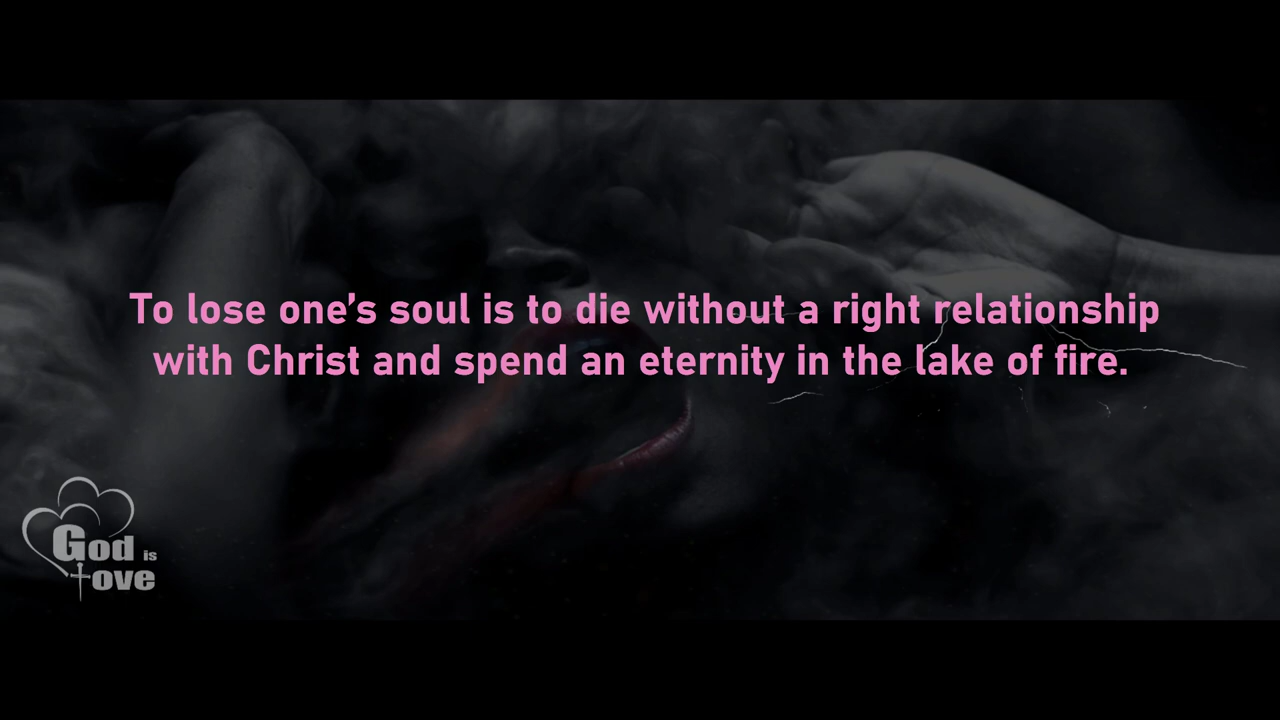 To lose one’s soul is to die without a right relationship
with Christ and spend an eternity in the lake of fire.
God is
Love